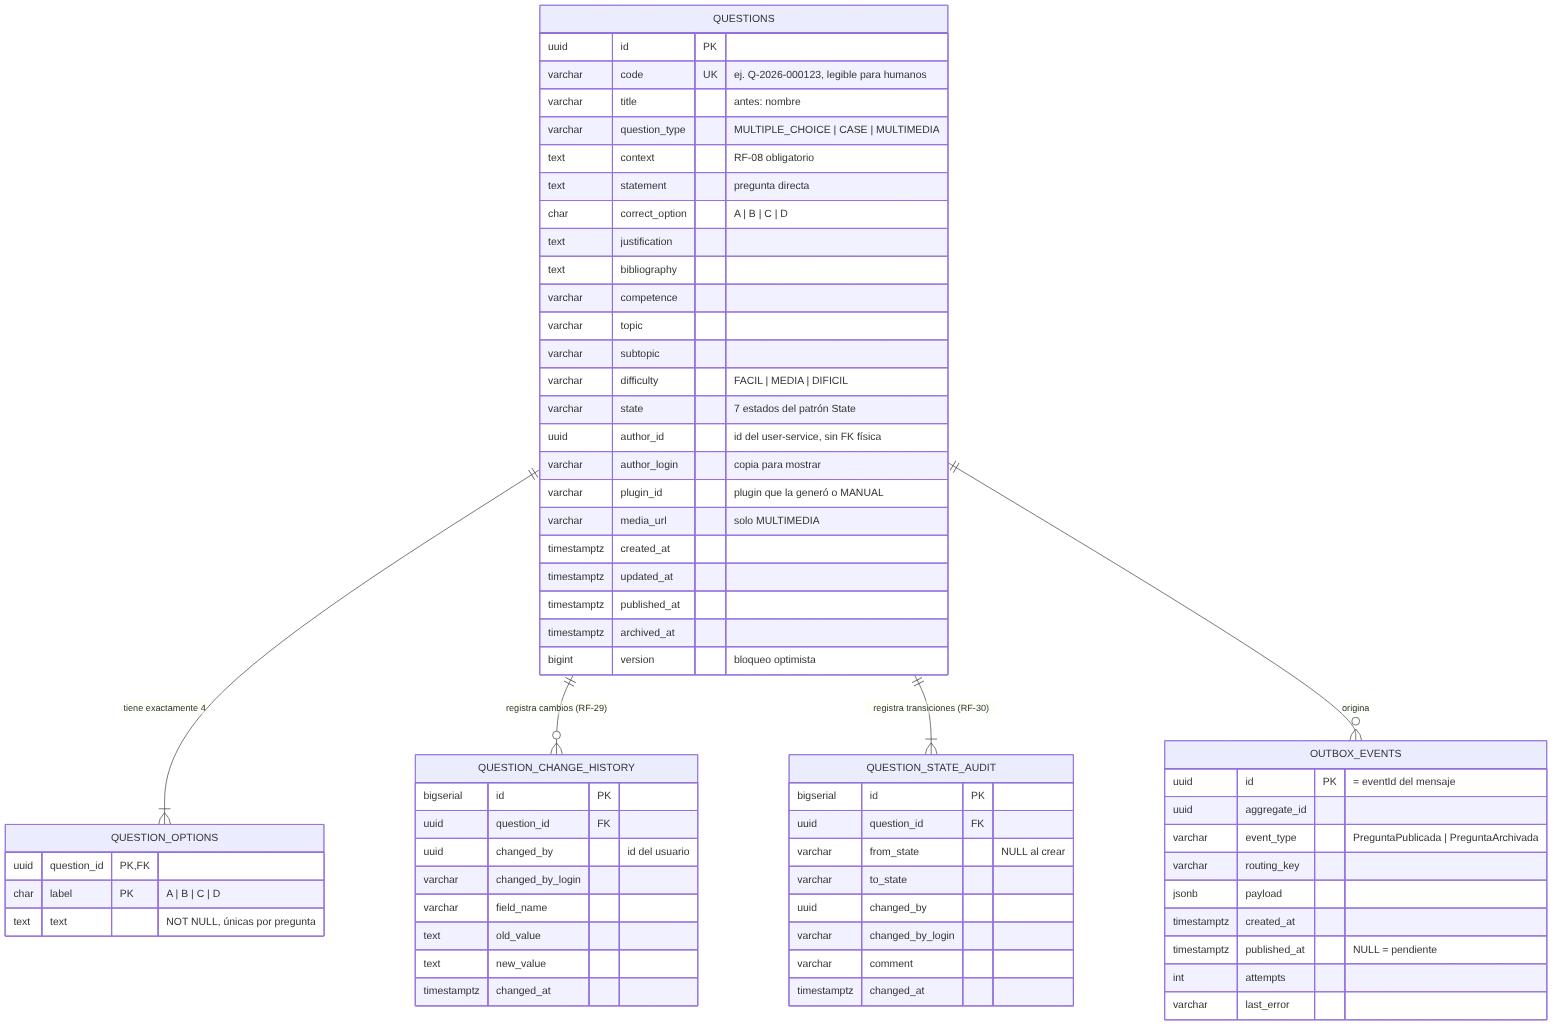 QUESTIONS
uuid id PK
varchar code UK ej. Q-2026-000123, legible para humanos
varchar title antes: nombre
varchar question_type MULTIPLE_CHOICE | CASE | MULTIMEDIA
text context RF-08 obligatorio
text statement pregunta directa
char correct_option A | B | C | D
text justification
text bibliography
varchar competence
varchar topic
varchar subtopic
varchar difficulty FACIL | MEDIA | DIFICIL
varchar state 7 estados del patrón State
uuid author_id id del user-service, sin FK física
varchar author_login copia para mostrar
varchar plugin_id plugin que la generó o MANUAL
varchar media_url solo MULTIMEDIA
timestamptz created_at
timestamptz updated_at
timestamptz published_at
timestamptz archived_at
bigint version bloqueo optimista
tiene exactamente 4
registra cambios (RF-29)
registra transiciones (RF-30)
origina
QUESTION_OPTIONS
uuid question_id PK,FK
char label PK A | B | C | D
text text NOT NULL, únicas por pregunta
QUESTION_CHANGE_HISTORY
bigserial id PK
uuid question_id FK
uuid changed_by id del usuario
varchar changed_by_login
varchar field_name
text old_value
text new_value
timestamptz changed_at
QUESTION_STATE_AUDIT
bigserial id PK
uuid question_id FK
varchar from_state NULL al crear
varchar to_state
uuid changed_by
varchar changed_by_login
varchar comment
timestamptz changed_at
OUTBOX_EVENTS
uuid id PK = eventId del mensaje
uuid aggregate_id
varchar event_type PreguntaPublicada | PreguntaArchivada
varchar routing_key
jsonb payload
timestamptz created_at
timestamptz published_at NULL = pendiente
int attempts
varchar last_error